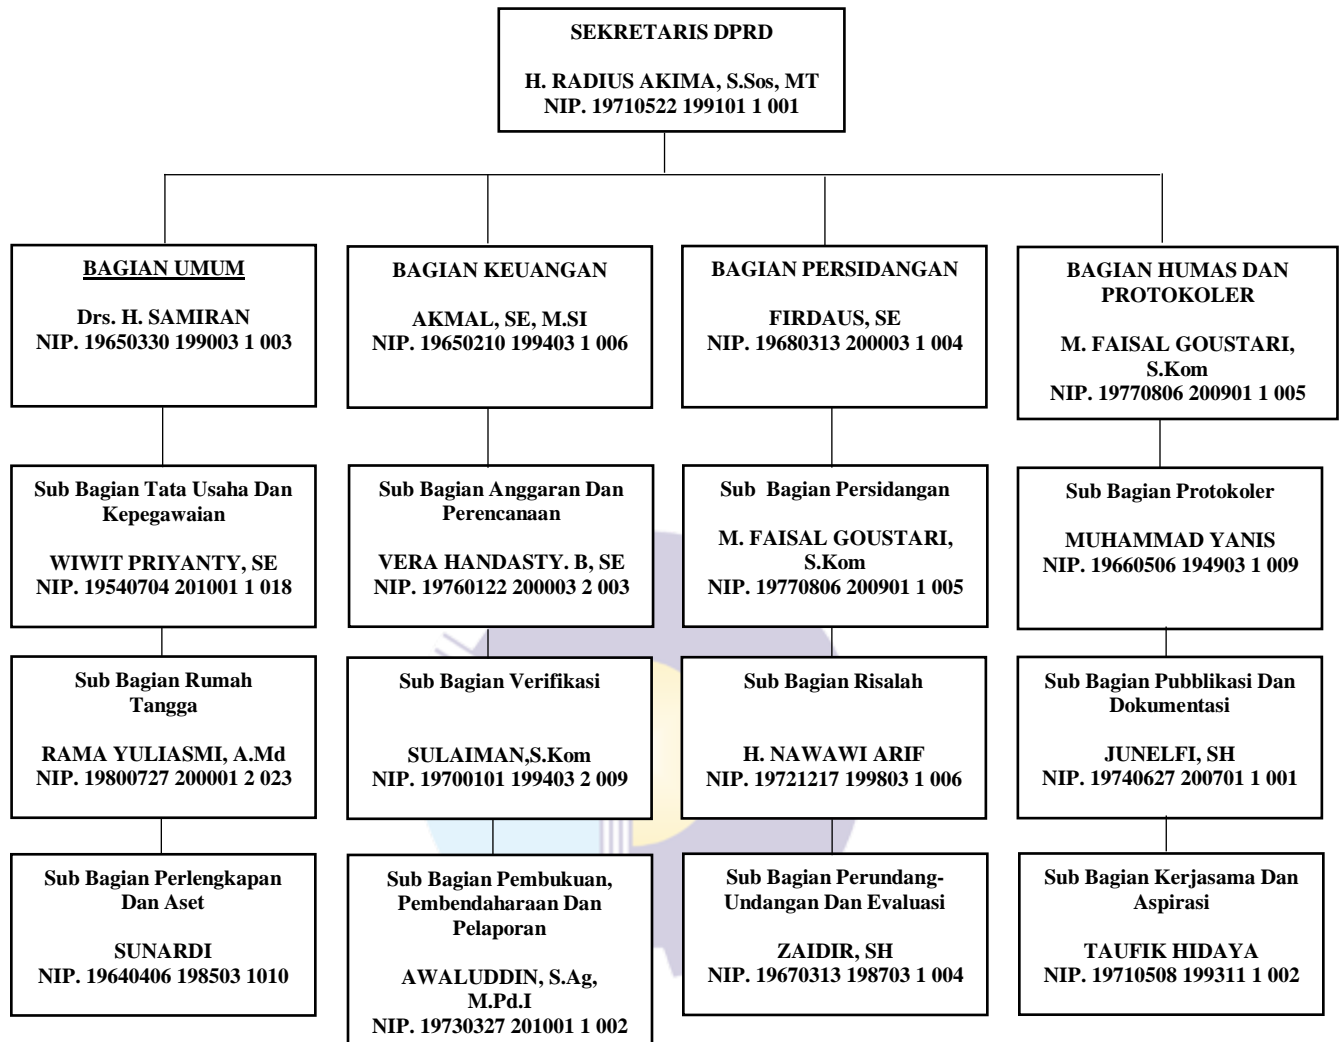 SEKRETARIS DPRD
H. RADIUS AKIMA, S.Sos, MT
NIP. 19710522 199101 1 001
BAGIAN UMUM
Drs. H. SAMIRAN
NIP. 19650330 199003 1 003
BAGIAN KEUANGAN
AKMAL, SE, M.SI
NIP. 19650210 199403 1 006
BAGIAN PERSIDANGAN
FIRDAUS, SE
NIP. 19680313 200003 1 004
BAGIAN HUMAS DAN
PROTOKOLER
M. FAISAL GOUSTARI,
S.Kom
NIP. 19770806 200901 1 005
Sub Bagian Tata Usaha Dan
Kepegawaian
WIWIT PRIYANTY, SE
NIP. 19540704 201001 1 018
Sub Bagian Anggaran Dan
Perencanaan
VERA HANDASTY. B, SE
NIP. 19760122 200003 2 003
Sub Bagian Persidangan
M. FAISAL GOUSTARI,
S.Kom
NIP. 19770806 200901 1 005
Sub Bagian Protokoler
MUHAMMAD YANIS
NIP. 19660506 194903 1 009
Sub Bagian Rumah
Tangga
RAMA YULIASMI, A.Md
NIP. 19800727 200001 2 023
Sub Bagian Verifikasi
SULAIMAN,S.Kom
NIP. 19700101 199403 2 009
Sub Bagian Risalah
H. NAWAWI ARIF
NIP. 19721217 199803 1 006
Sub Bagian Pubblikasi Dan
Dokumentasi
JUNELFI, SH
NIP. 19740627 200701 1 001
Sub Bagian Perlengkapan
Dan Aset
SUNARDI
NIP. 19640406 198503 1010
Sub Bagian Pembukuan,
Pembendaharaan Dan
Pelaporan
AWALUDDIN, S.Ag,
M.Pd.I
NIP. 19730327 201001 1 002
Sub Bagian Perundang-
Undangan Dan Evaluasi
ZAIDIR, SH
NIP. 19670313 198703 1 004
Sub Bagian Kerjasama Dan
Aspirasi
TAUFIK HIDAYA
NIP. 19710508 199311 1 002